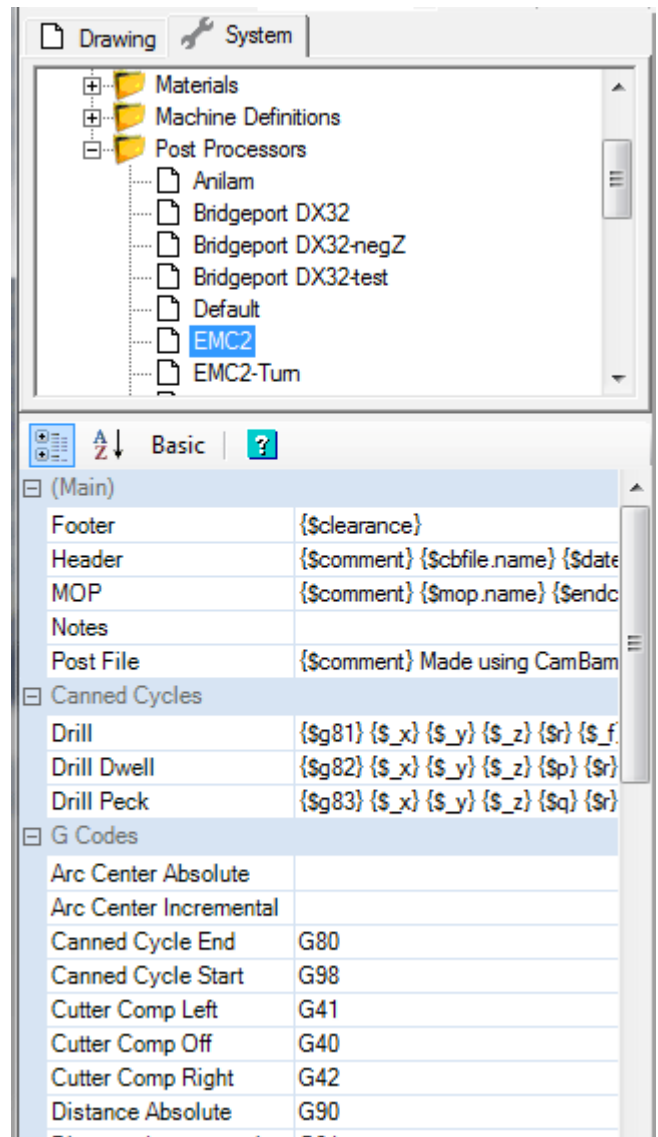 Drawing System
Materials
Machine Definitions
Post Processors
Anilam
Bridgeport DX32
Bridgeport DX32-negZ
Bridgeport DX32-test
Default
EMC2
EMC2-Turn
Basic
(Main)
Footer {$clearance}
Header {$comment} {$cbfile.name} {$date
MOP {$comment} {$mop.name} {$endc
Notes
Post File {$comment} Made using CamBam
Canned Cycles
Drill {$g81} {$_x} {$_y} {$_z} {$r} {$_f
Drill Dwell {$g82} {$_x} {$_y} {$_z} {$p} {$r}
Drill Peck {$g83} {$_x} {$_y} {$_z} {$q} {$r}
G Codes
Arc Center Absolute
Arc Center Incremental
Canned Cycle End G80
Canned Cycle Start G98
Cutter Comp Left G41
Cutter Comp Off G40
Cutter Comp Right G42
Distance Absolute G90